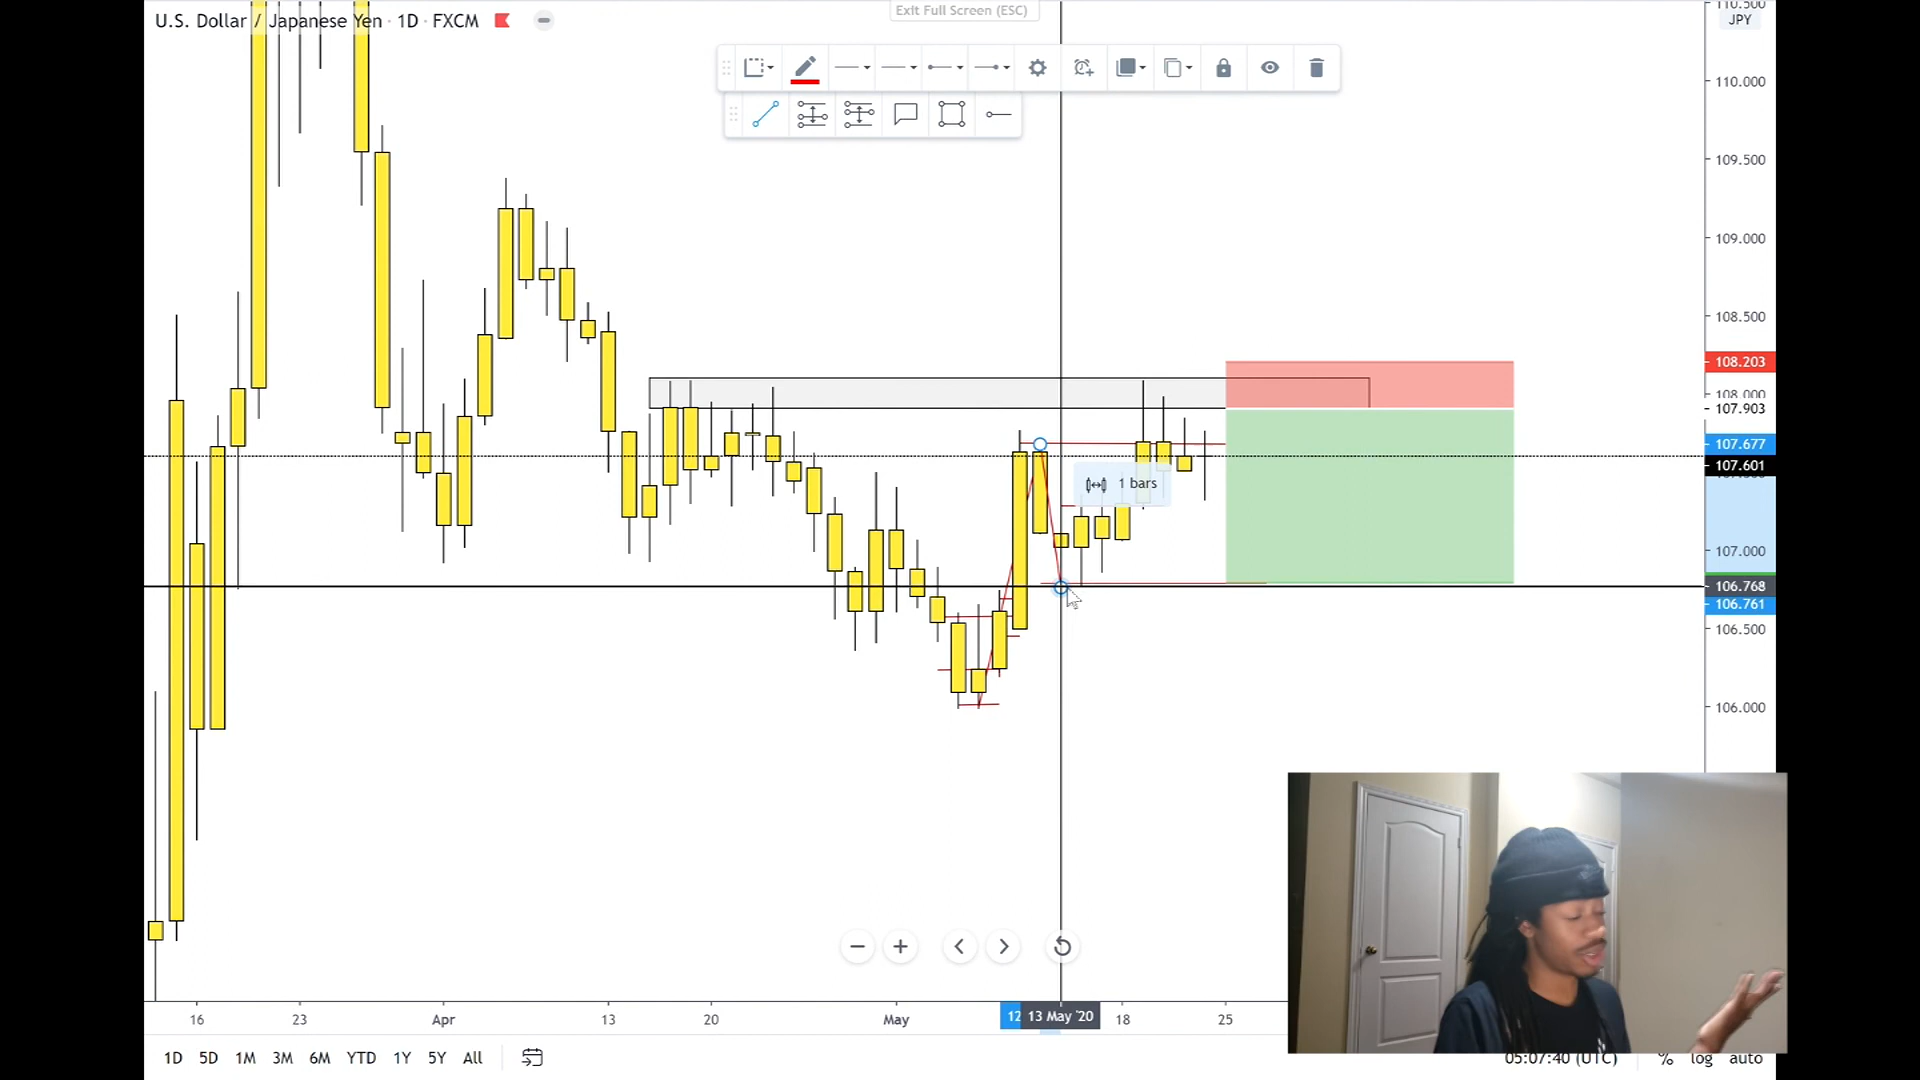 Exit Full Screen (ESC)
U.S. Dollar / Japanese Yen · 1D · FXCM
110.500
JPY
110.000
109.500
109.000
108.500
108.203
108.000
107.903
107.677
107.601
107.000
106.768
106.761
106.500
106.000
1 bars
16
23
Apr
13
20
May
12
13 May '20
18
25
1D
5D
1M
3M
6M
YTD
1Y
5Y
All
05:07:40 (UTC)
%
log
auto